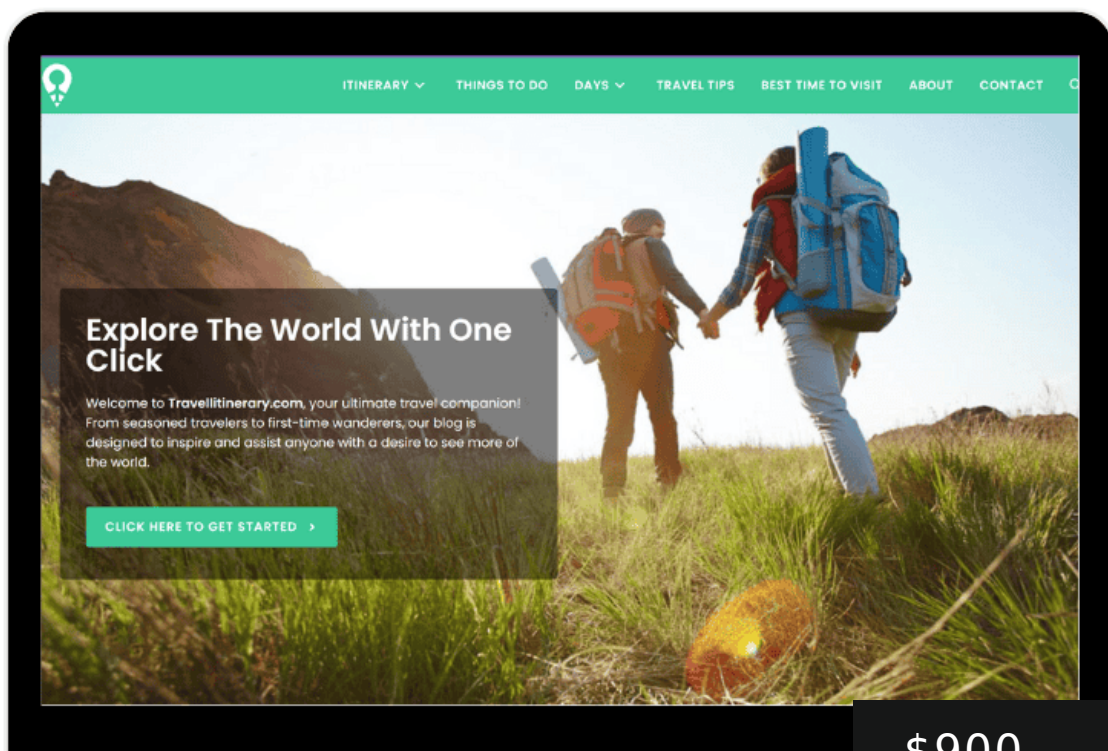 ITINERARY THINGS TO DO DAYS TRAVEL TIPS BEST TIME TO VISIT ABOUT CONTACT
Explore The World With One
Click
Welcome to Travellitinerary.com, your ultimate travel companion!
From seasoned travelers to first-time wanderers, our blog is
designed to inspire and assist anyone with a desire to see more of
the world.
CLICK HERE TO GET STARTED
$900